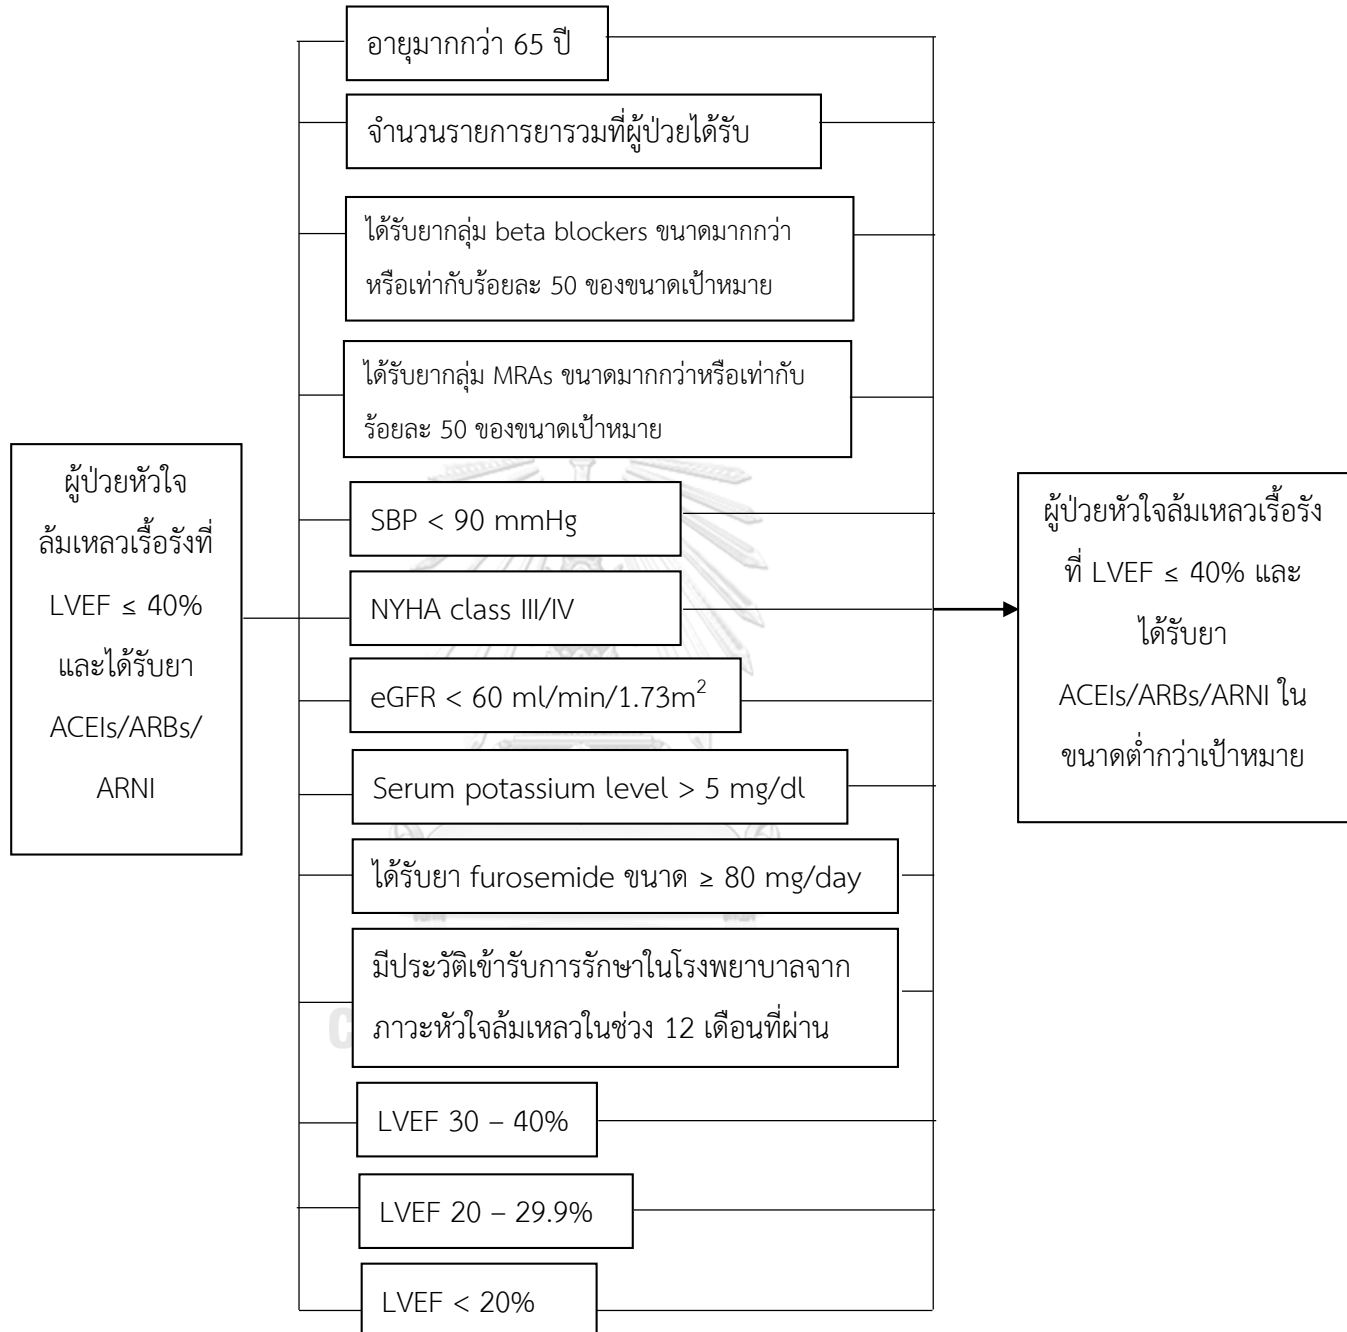 อายุมากกว่า 65 ปี
จำนวนรายการยารวมที่ผู้ป่วยได้รับ
ได้รับยากลุ่ม beta blockers ขนาดมากกว่า
หรือเท่ากับร้อยละ 50 ของขนาดเป้าหมาย
ได้รับยากลุ่ม MRAs ขนาดมากกว่าหรือเท่ากับ
ร้อยละ 50 ของขนาดเป้าหมาย
ผู้ป่วยหัวใจ
ล้มเหลวเรื้อรังที่
LVEF ≤ 40%
และได้รับยา
ACEIs/ARBs/
ARNI
SBP < 90 mmHg
NYHA class III/IV
eGFR < 60 ml/min/1.73m²
Serum potassium level > 5 mg/dl
ได้รับยา furosemide ขนาด ≥ 80 mg/day
มีประวัติเข้ารับการรักษาในโรงพยาบาลจาก
ภาวะหัวใจล้มเหลวในช่วง 12 เดือนที่ผ่าน
LVEF 30 – 40%
LVEF 20 – 29.9%
LVEF < 20%
ผู้ป่วยหัวใจล้มเหลวเรื้อรัง
ที่ LVEF ≤ 40% และ
ได้รับยา
ACEIs/ARBs/ARNI ใน
ขนาดต่ำกว่าเป้าหมาย